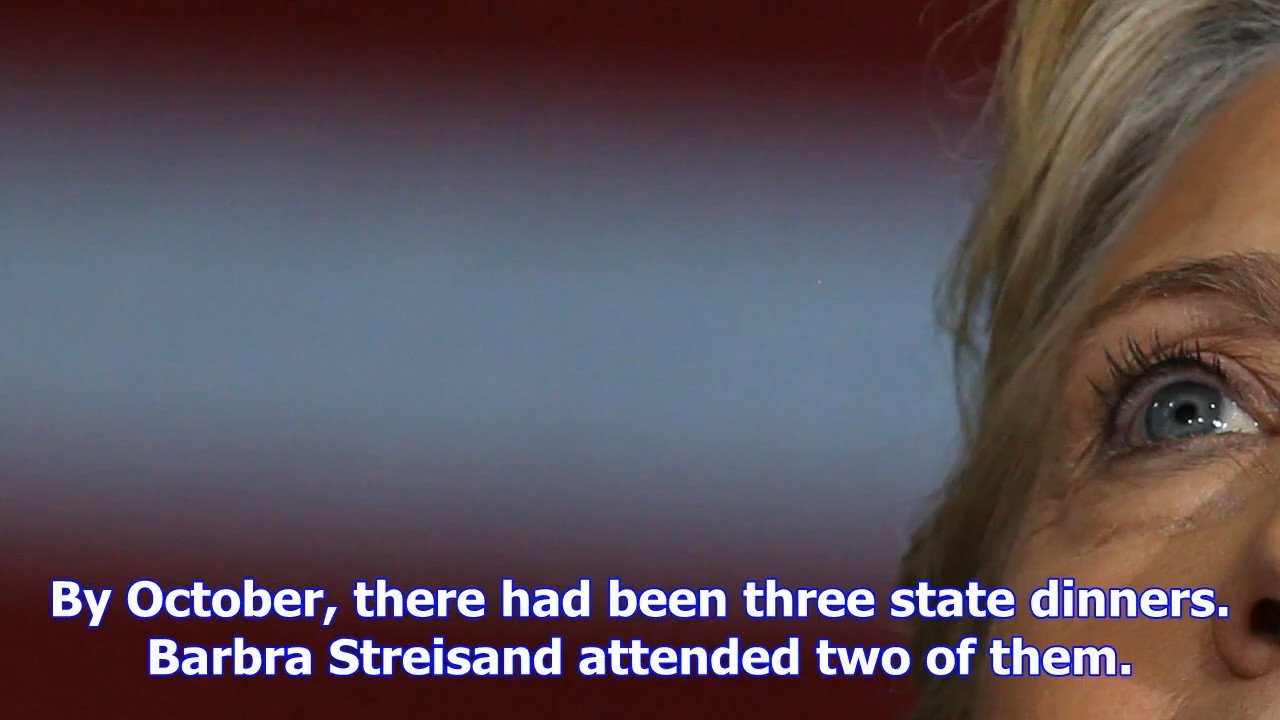 By October, there had been three state dinners.
Barbra Streisand attended two of them.